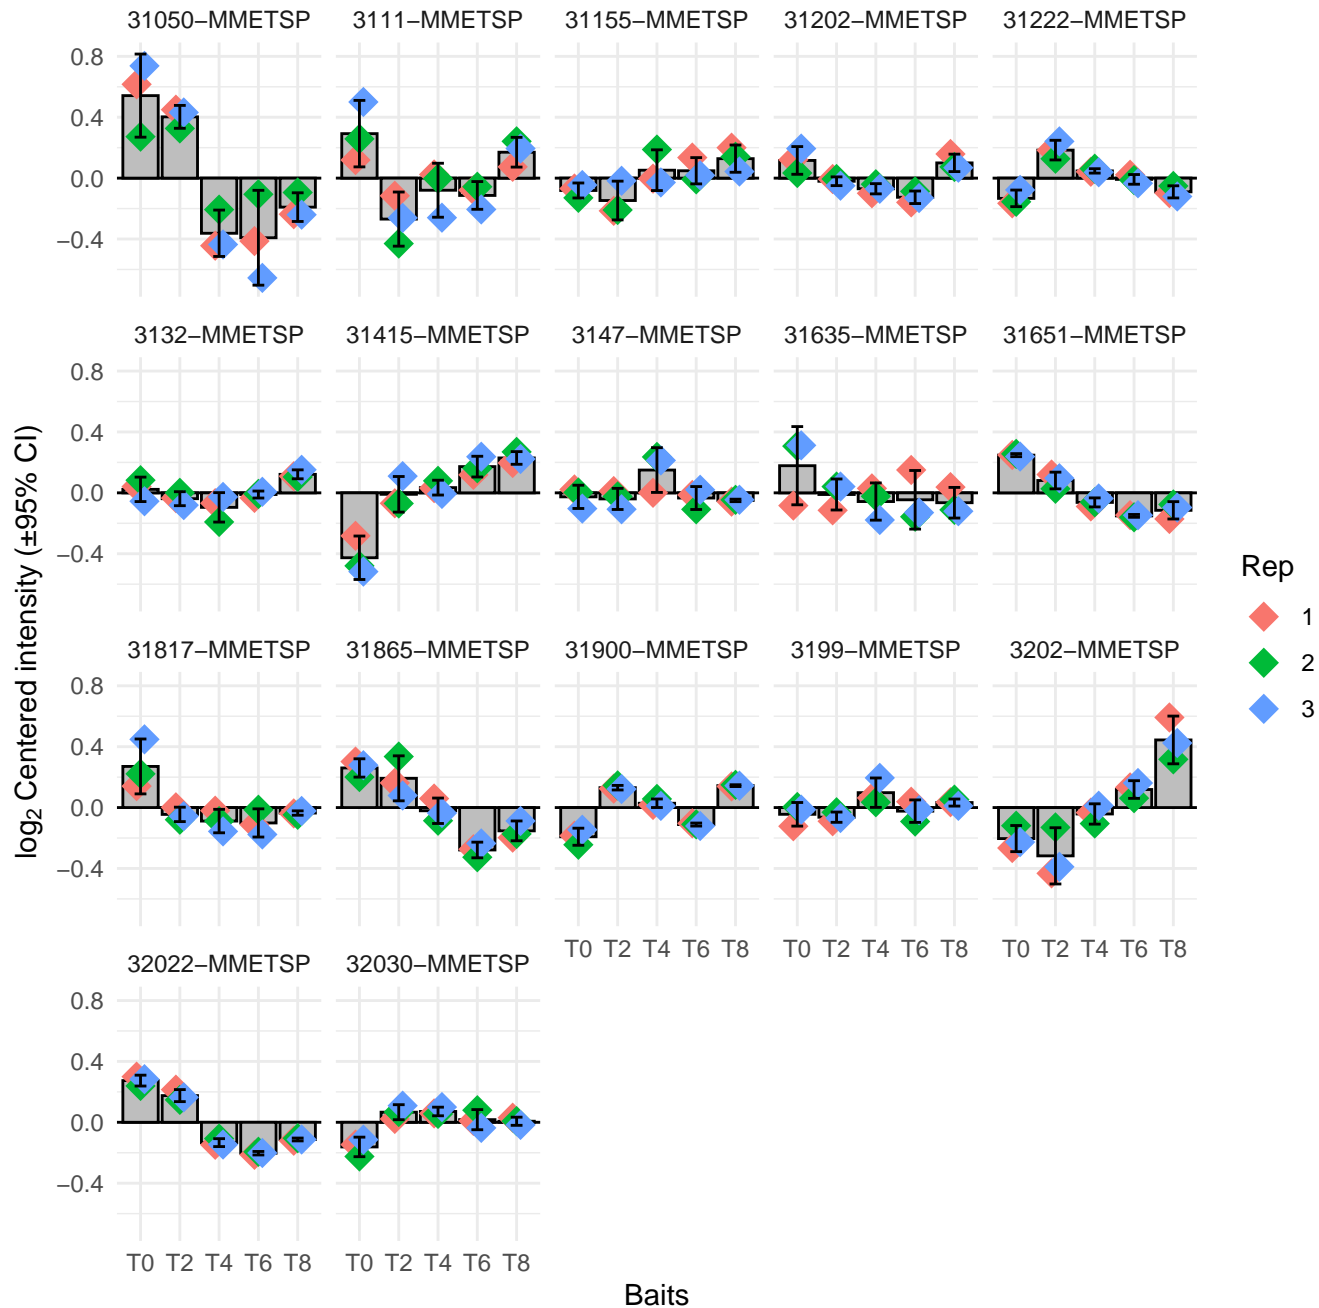 31050−MMETSP 3111−MMETSP 31155−MMETSP 31202−MMETSP 31222−MMETSP
0.8
0.4
0.0
−0.4
3132−MMETSP 31415−MMETSP 3147−MMETSP 31635−MMETSP 31651−MMETSP
0.8
0.4
0.0
−0.4
31817−MMETSP 31865−MMETSP 31900−MMETSP 3199−MMETSP 3202−MMETSP
0.8
0.4
0.0
−0.4
T0 T2 T4 T6 T8 T0 T2 T4 T6 T8 T0 T2 T4 T6 T8
32022−MMETSP 32030−MMETSP
0.8
0.4
0.0
−0.4
T0 T2 T4 T6 T8 T0 T2 T4 T6 T8
Baits
log₂ Centered intensity (±95% CI)
Rep
1
2
3